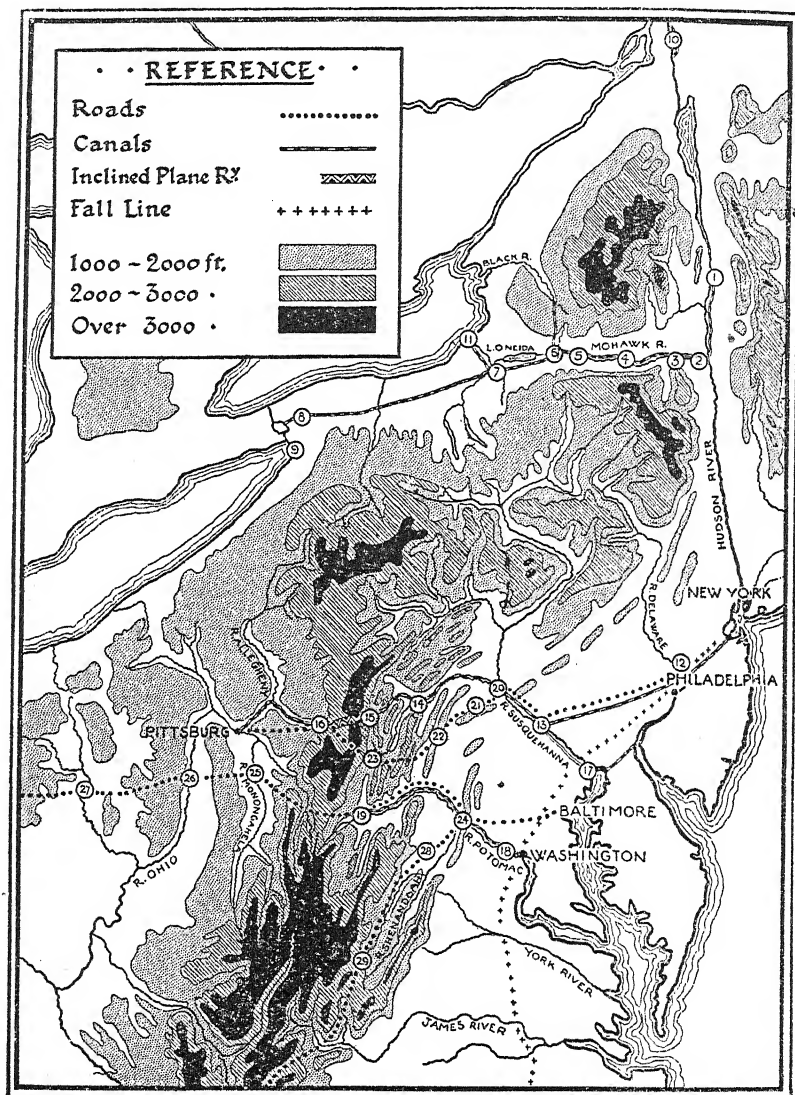 · · REFERENCE · ·
Roads
Canals
Inclined Plane Ry.
Fall Line
1000 ~ 2000 ft.
2000 ~ 3000 ·
Over 3000 ·
10
BLACK R.
1
11
L. ONEIDA
6
5
MOHAWK R.
4
3
2
7
8
9
HUDSON RIVER
NEW YORK
R. DELAWARE
12
PHILADELPHIA
R. ALLEGHENY
20
14
21
15
16
13
R. SUSQUEHANNA
PITTSBURG
22
23
17
26
25
27
R. MONONGAHELA
19
24
BALTIMORE
28
R. POTOMAC
18
WASHINGTON
R. OHIO
R. SHENANDOAH
29
YORK RIVER
JAMES RIVER